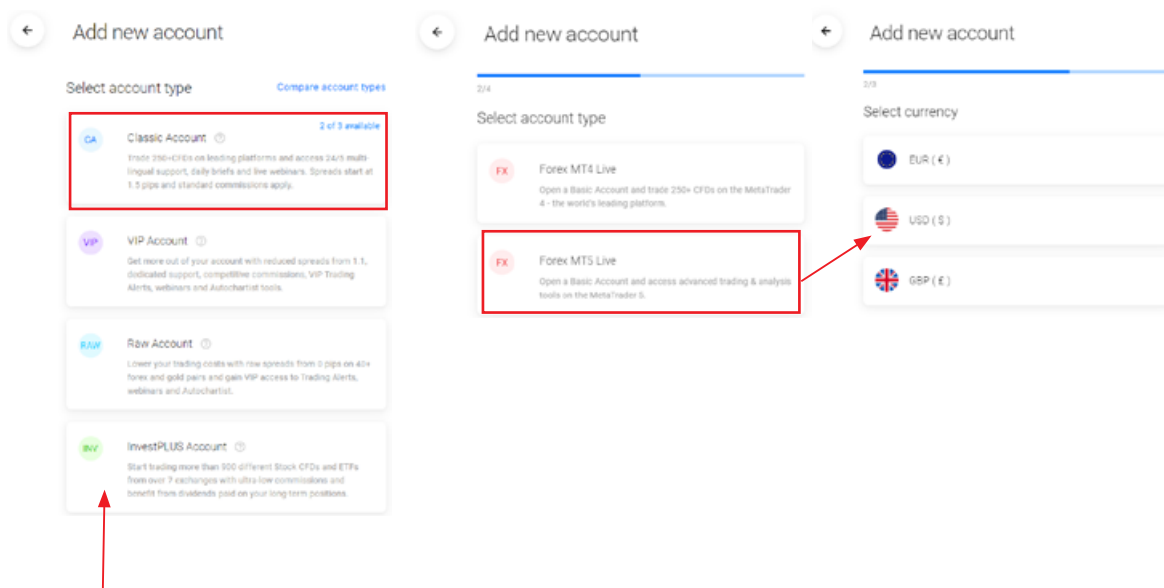 Add new account
Select account type
Compare account types
2 of 3 available
CA
Classic Account
Trade 250+CFDs on leading platforms and access 24/5 multi-
lingual support, daily briefs and live webinars. Spreads start at
1.5 pips and standard commissions apply.
VIP
VIP Account
Get more out of your account with reduced spreads from 1.1,
dedicated support, competitive commissions, VIP Trading
Alerts, webinars and Autochartist tools.
RAW
Raw Account
Lower your trading costs with raw spreads from 0 pips on 40+
forex and gold pairs and gain VIP access to Trading Alerts,
webinars and Autochartist.
INV
InvestPLUS Account
Start trading more than 800 different Stock CFDs and ETFs
from over 7 exchanges with ultra-low commissions and
benefit from dividends paid on your long term positions.
Add new account
2/4
Select account type
FX
Forex MT4 Live
Open a Basic Account and trade 250+ CFDs on the MetaTrader
4 - the world's leading platform.
FX
Forex MT5 Live
Open a Basic Account and access advanced trading & analysis
tools on the MetaTrader 5.
Add new account
2/3
Select currency
EUR ( € )
USD ( $ )
GBP ( £ )